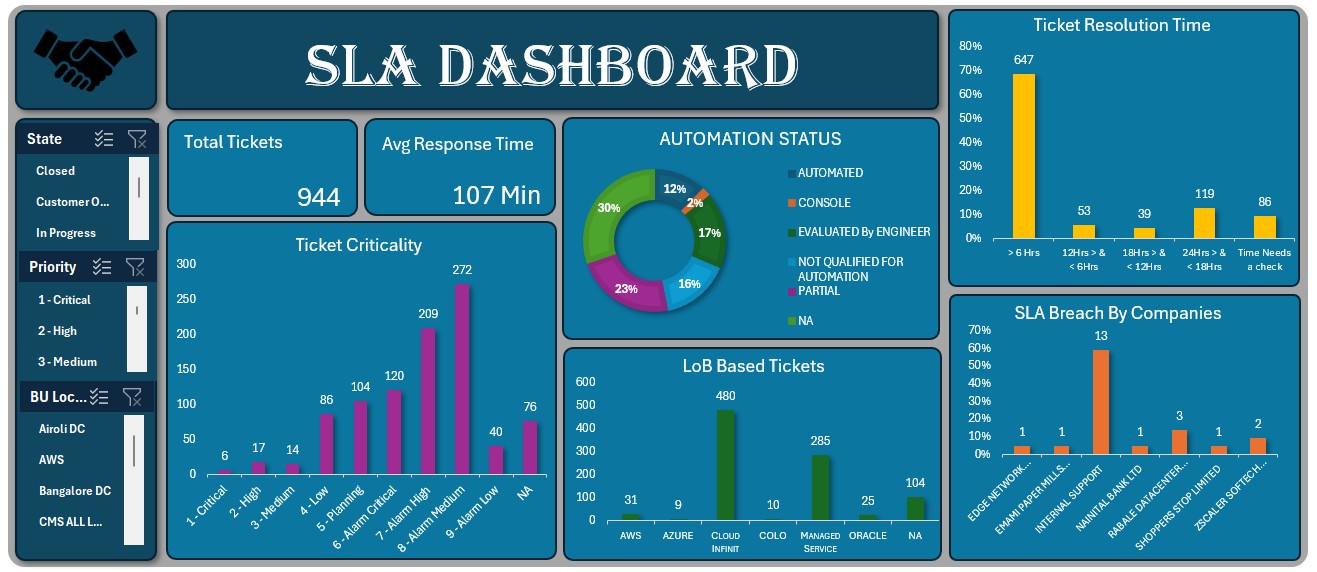 SLA DASHBOARD
State
Closed
Customer O...
In Progress
Priority
1 - Critical
2 - High
3 - Medium
BU Loc...
Airoli DC
AWS
Bangalore DC
CMS ALL L...
Total Tickets
944
Avg Response Time
107 Min
Ticket Criticality
300
250
200
150
100
50
0
6
17
14
86
104
120
209
272
40
76
1 - Critical
2 - High
3 - Medium
4 - Low
5 - Planning
6 - Alarm Critical
7 - Alarm High
8 - Alarm Medium
9 - Alarm Low
NA
AUTOMATION STATUS
12%
2%
17%
16%
23%
30%
AUTOMATED
CONSOLE
EVALUATED By ENGINEER
NOT QUALIFIED FOR
AUTOMATION
PARTIAL
NA
LoB Based Tickets
600
500
400
300
200
100
0
31
9
480
10
285
25
104
AWS
AZURE
CLOUD
INFINIT
COLO
MANAGED
SERVICE
ORACLE
NA
Ticket Resolution Time
80%
70%
60%
50%
40%
30%
20%
10%
0%
647
53
39
119
86
> 6 Hrs
12Hrs > &
< 6Hrs
18Hrs > &
< 12Hrs
24Hrs > &
< 18Hrs
Time Needs
a check
SLA Breach By Companies
70%
60%
50%
40%
30%
20%
10%
0%
1
1
13
1
3
1
2
EDGE NETWORK...
EMAMI PAPER MILLS...
INTERNAL SUPPORT
NAINITAL BANK LTD
RABALE DATACENTER...
SHOPPERS STOP LIMITED
ZSCALER SOFTECH...